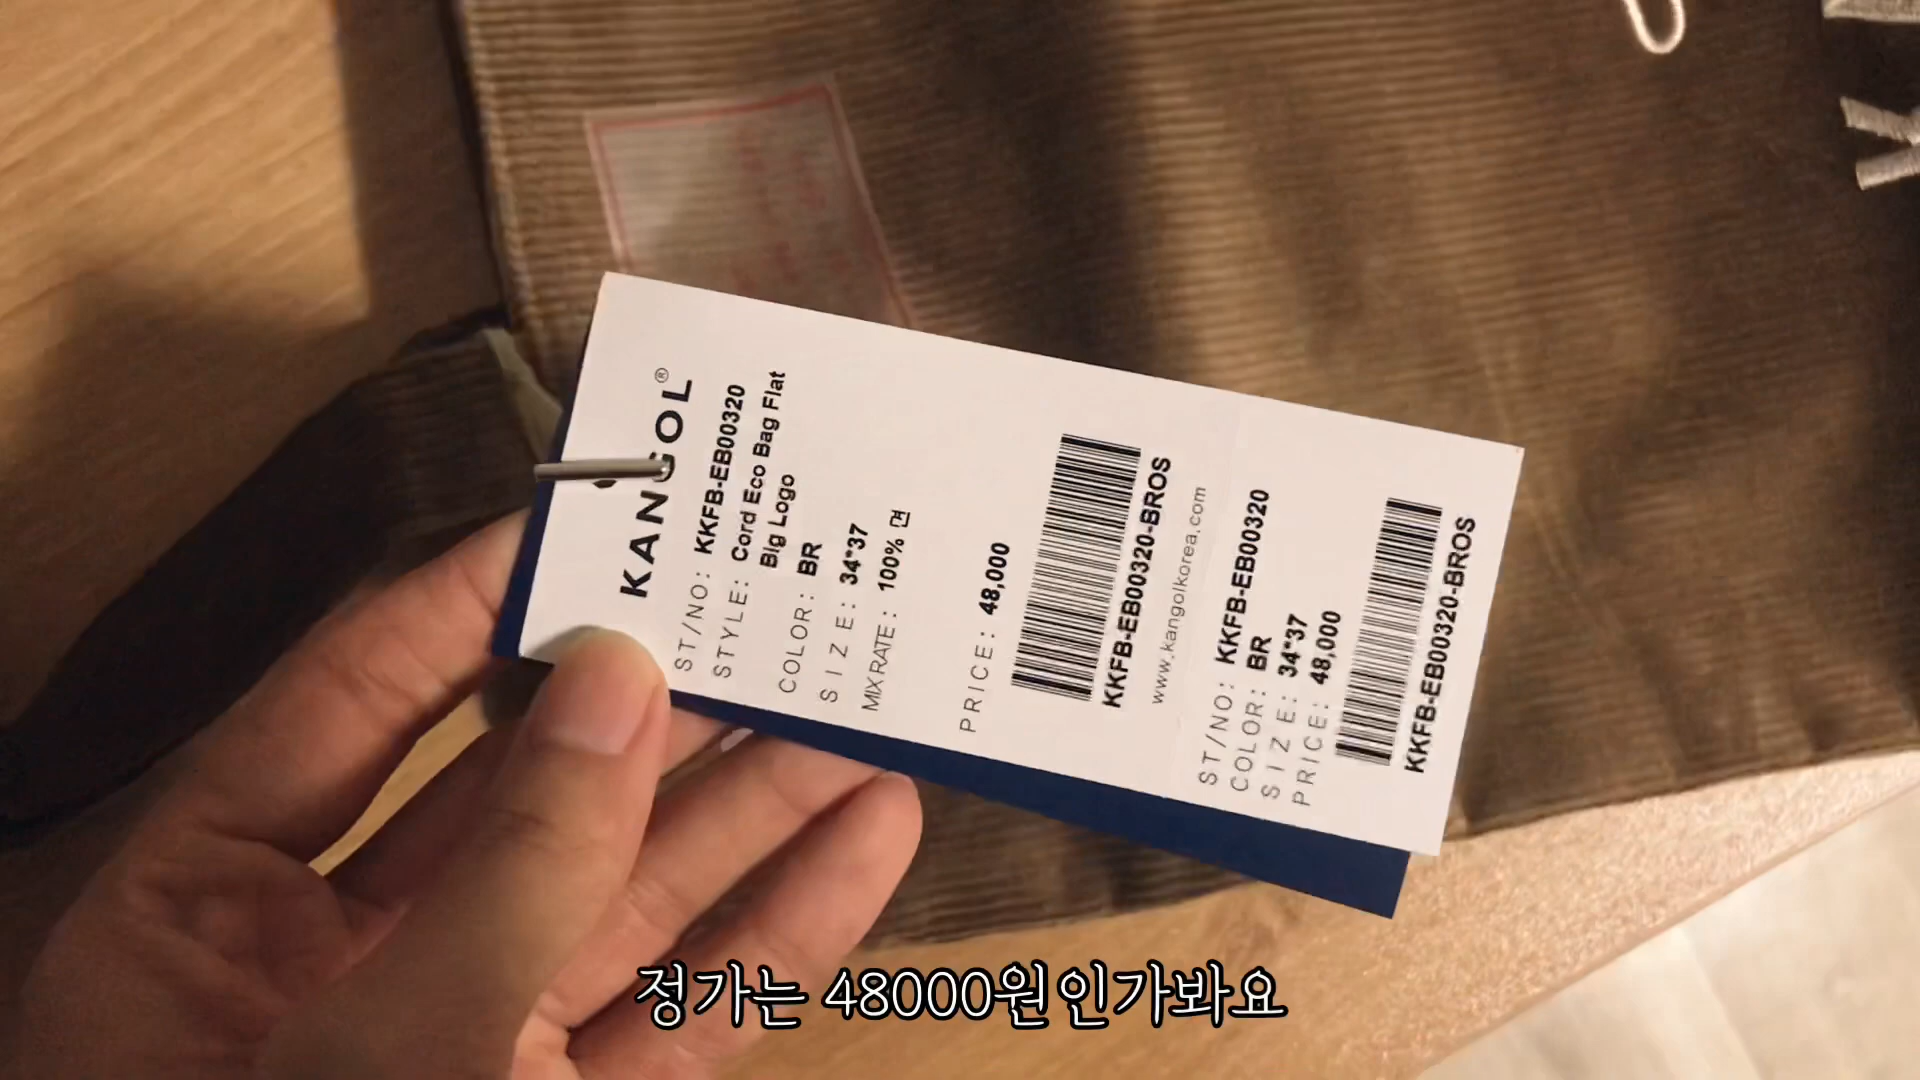 KANGOL®
ST/NO: KKFB-EB00320
STYLE: Cord Eco Bag Flat
Big Logo
COLOR: BR
SIZE: 34*37
MIX RATE: 100% 면
PRICE: 48,000
KKFB-EB00320-BROS
www.kangolkorea.com
ST/NO: KKFB-EB00320
COLOR: BR
SIZE: 34*37
PRICE: 48,000
KKFB-EB00320-BROS
정가는 48000원인가봐요